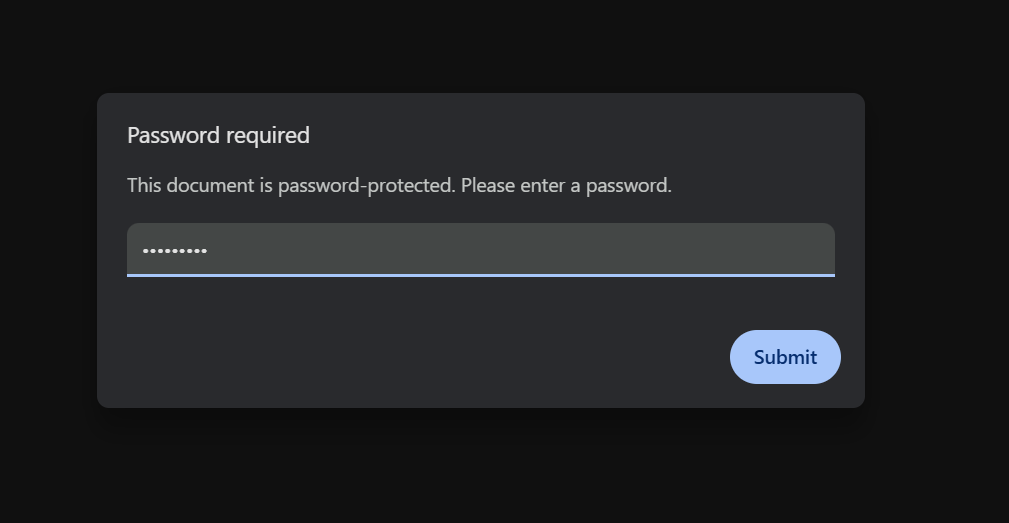 Password required
This document is password-protected. Please enter a password.
•••••••••
Submit